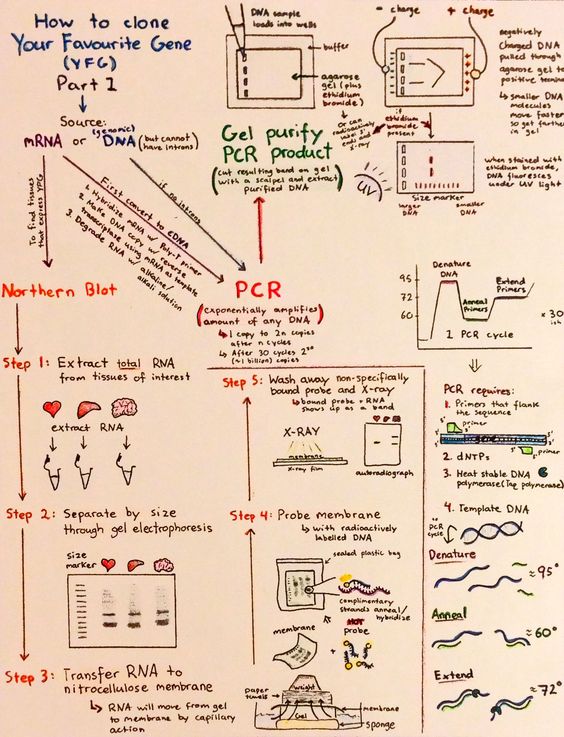 How to clone
Your Favourite Gene
(YFG)
Part 1
Source:
mRNA or (genomic) DNA (but cannot
have introns)
To find tissues
that express YFG
First convert to cDNA
1. Hybridize mRNA w/ Poly-T primer
2. Make DNA copy w/ reverse
transcriptase using mRNA as template
3. Degrade RNA w/ alkaline/
alkali solution
if no introns
Northern Blot
Step 1: Extract total RNA
from tissues of interest
extract RNA
Step 2: Separate by size
through gel electrophoresis
size
marker
Step 3: Transfer RNA to
nitrocellulose membrane
↳ RNA will move from gel
to membrane by capillary
action
paper
towels
weight
Gel
membrane
sponge
Step 4: Probe membrane
↳ with radioactively
labelled DNA
sealed plastic bag
complimentary
strands anneal/
hybridize
membrane
+
HOT
probe
Step 5: Wash away non-specifically
bound probe and X-ray
↳ bound probe + RNA
shows up as a band
X-RAY
membrane
X-ray film
autoradiograph
PCR
(exponentially amplifies
amount of any DNA)
↳ 1 copy to 2n copies
after n cycles
↳ After 30 cycles 2³⁰
(~1 billion) copies
Gel purify
PCR product
(cut resulting band on gel
with a scalpel and extract
purified DNA)
DNA sample
loads into wells
buffer
agarose
gel (plus
ethidium
bromide)
- charge
+ charge
negatively
charged DNA
pulled through
agarose gel to
positive
↳ smaller DNA
molecules
move faster
so get farther
in gel
Or can
radioactively
label 5'
ends and
x-ray
if
ethidium
bromide
present
UV
Size marker
larger
DNA
smaller
DNA
when stained with
ethidium bromide,
DNA fluoresces
under UV light
Denature
DNA
Anneal
Primers
Extend
Primers
95
72
60
1 PCR cycle
× 30
PCR requires:
1. Primers that flank
the sequence
primer
5'
3'
3'
5'
primer
2. dNTPs
3. Heat stable DNA
polymerase (Taq polymerase)
4. Template DNA
PCR
cycle
Denature
≈95°
Anneal
≈60°
Extend
≈72°